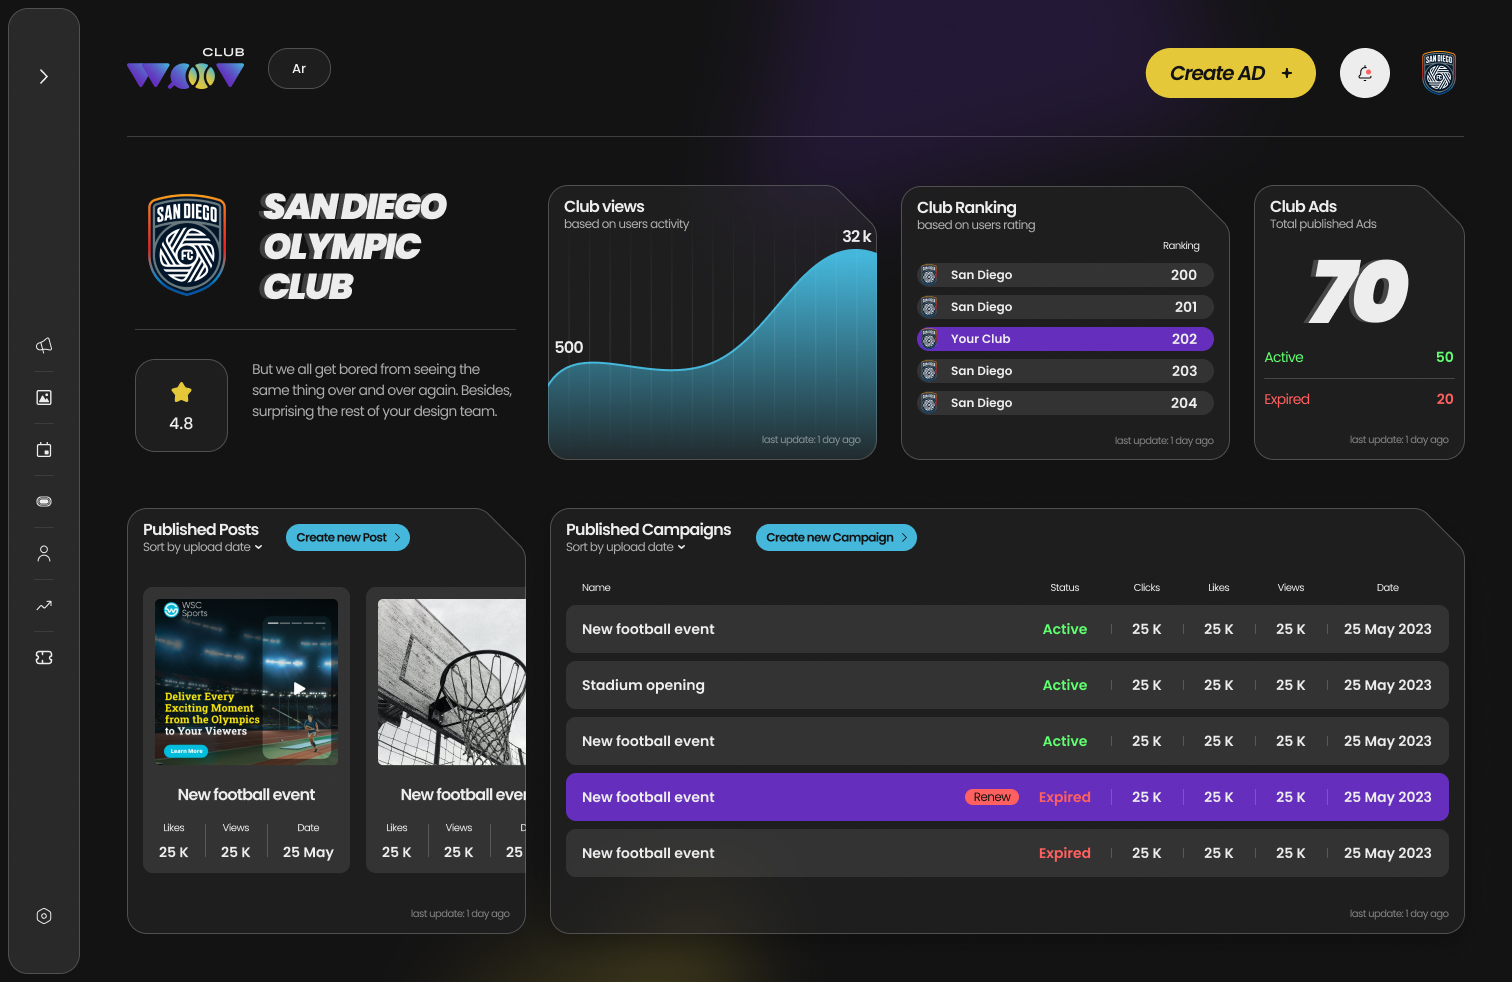 CLUB
WOOV
Ar
Create AD +
SAN DIEGO
SAN DIEGO
FC
SAN DIEGO
OLYMPIC
CLUB
4.8
But we all get bored from seeing the
same thing over and over again. Besides,
surprising the rest of your design team.
Club views
based on users activity
32 k
500
last update: 1 day ago
Club Ranking
based on users rating
Ranking
San Diego 200
San Diego 201
Your Club 202
San Diego 203
San Diego 204
last update: 1 day ago
Club Ads
Total published Ads
70
Active 50
Expired 20
last update: 1 day ago
Published Posts
Sort by upload date
Create new Post
WSC
Sports
Deliver Every
Exciting Moment
from the Olympics
to Your Viewers
Learn More
New football event
Likes Views Date
25 K 25 K 25 May
New football even
Likes Views D
25 K 25 K 25
last update: 1 day ago
Published Campaigns
Sort by upload date
Create new Campaign
Name Status Clicks Likes Views Date
New football event Active 25 K 25 K 25 K 25 May 2023
Stadium opening Active 25 K 25 K 25 K 25 May 2023
New football event Active 25 K 25 K 25 K 25 May 2023
New football event Renew Expired 25 K 25 K 25 K 25 May 2023
New football event Expired 25 K 25 K 25 K 25 May 2023
last update: 1 day ago